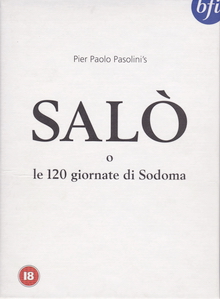 bfi
Pier Paolo Pasolini's
SALÒ
o
le 120 giornate di Sodoma
18